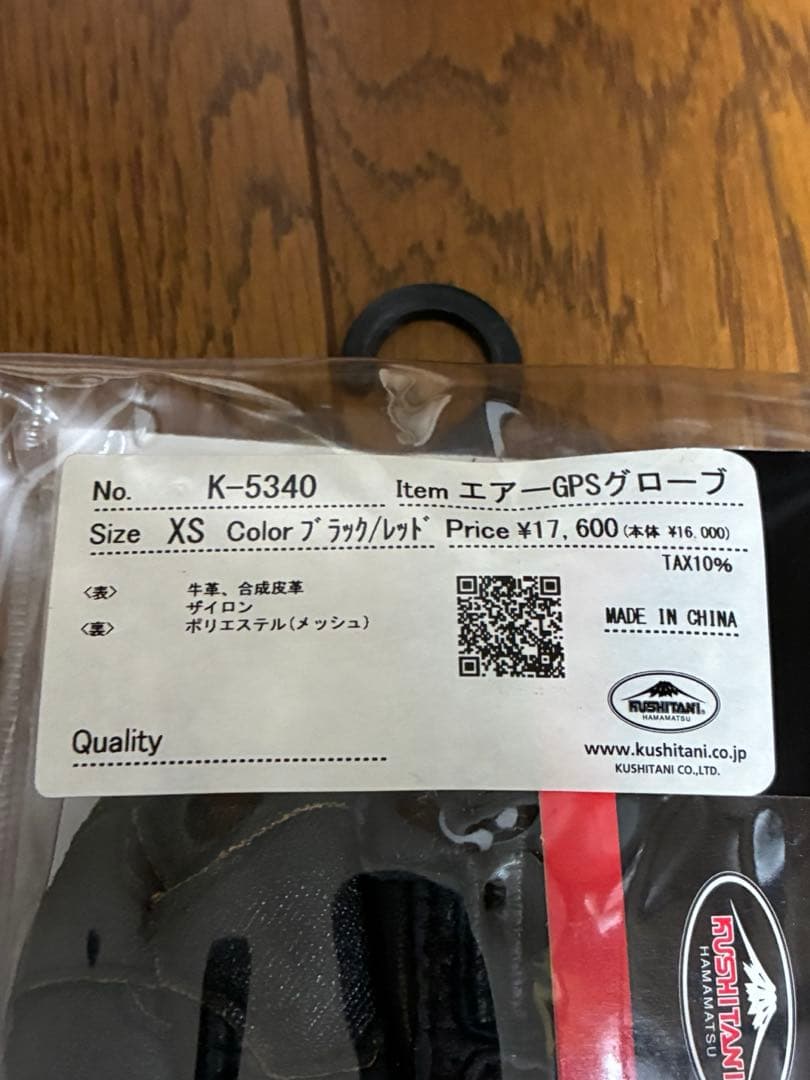 No. K-5340 Item エアーGPSグローブ
Size XS Color ﾌﾞﾗｯｸ/ﾚｯﾄﾞ Price ¥17,600(本体 ¥16,000)
TAX10%
〈表〉 牛革、合成皮革
ザイロン
〈裏〉 ポリエステル(メッシュ)
MADE IN CHINA
KUSHITANI®
HAMAMATSU
Quality
www.kushitani.co.jp
KUSHITANI CO.,LTD.
KUSHITANI
HAMAMATSU